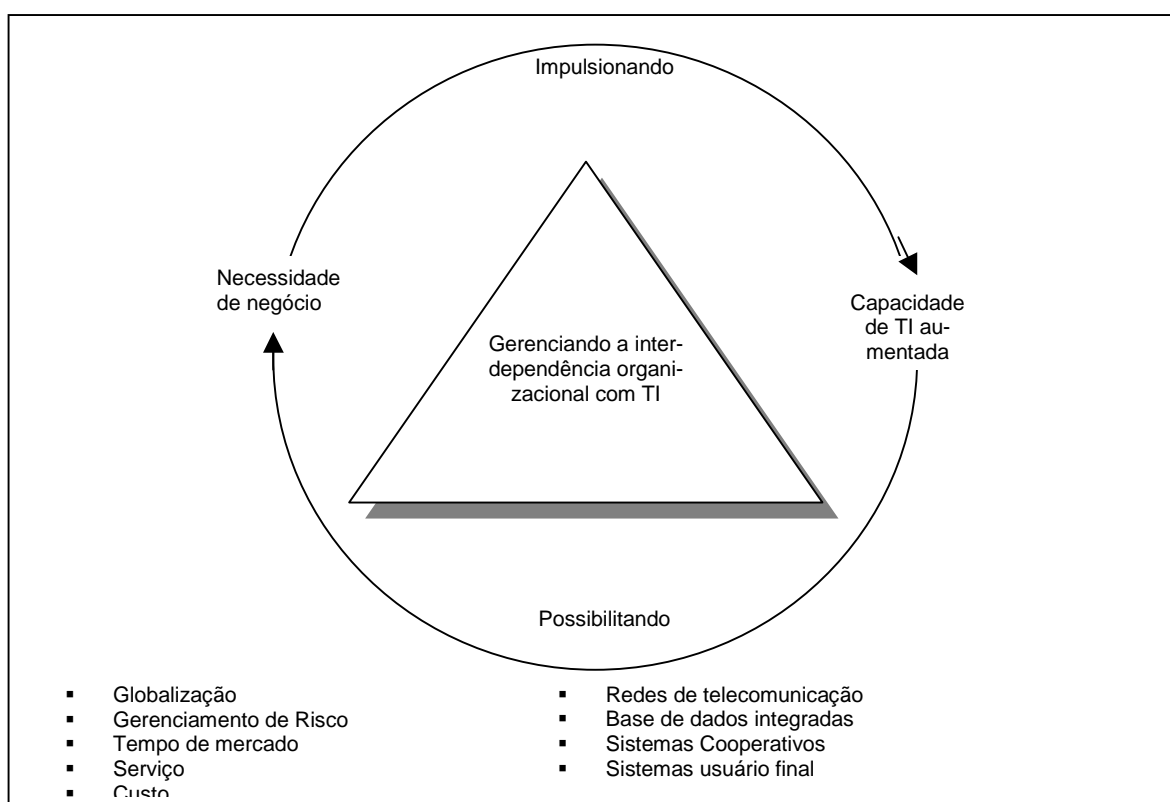 Impulsionando
Necessidade
de negócio
Capacidade
de TI au-
mentada
Gerenciando a inter-
dependência organi-
zacional com TI
Possibilitando
▪ Globalização
▪ Gerenciamento de Risco
▪ Tempo de mercado
▪ Serviço
▪ Custo
▪ Redes de telecomunicação
▪ Base de dados integradas
▪ Sistemas Cooperativos
▪ Sistemas usuário final